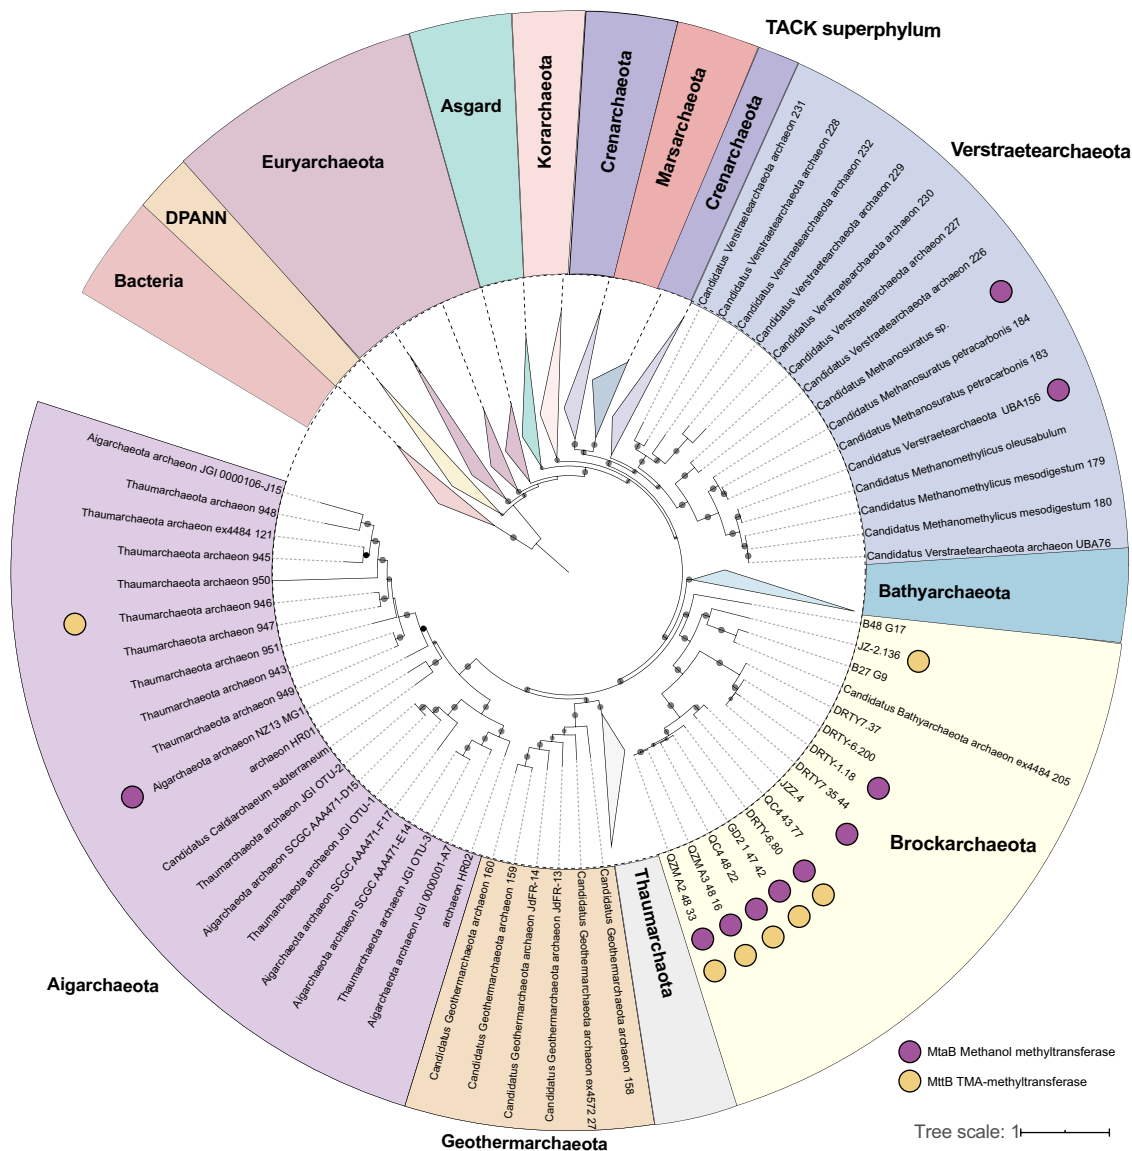 TACK superphylum
Bacteria
DPANN
Euryarchaeota
Asgard
Korarchaeota
Crenarchaeota
Marsarchaeota
Crenarchaeota
Verstraetearchaeota
Candidatus Verstraetearchaeota archaeon 231
Candidatus Verstraetearchaeota archaeon 228
Candidatus Verstraetearchaeota archaeon 232
Candidatus Verstraetearchaeota archaeon 229
Candidatus Verstraetearchaeota archaeon 230
Candidatus Verstraetearchaeota archaeon 227
Candidatus Verstraetearchaeota archaeon 226
Candidatus Methanosuratus sp.
Candidatus Methanosuratus petracarbonis 184
Candidatus Methanosuratus petracarbonis 183
Candidatus Verstraetearchaeota UBA156
Candidatus Methanomethylicus oleusabulum
Candidatus Methanomethylicus mesodigestum 179
Candidatus Methanomethylicus mesodigestum 180
Candidatus Verstraetearchaeota archaeon UBA76
Bathyarchaeota
B48 G17
JZ-2.136
B27 G9
Candidatus Bathyarchaeota archaeon ex4484 205
DRTY7.37
DRTY-6.200
DRTY-1.18
DRTY7 35 44
JZZ.4
QC4 43 77
DRTY-6.80
GD2 1 47 42
QC4 48 22
QZM A3 48 16
QZM A2 48 33
Brockarchaeota
Thaumarchaota
Candidatus Geothermarchaeota archaeon 158
Candidatus Geothermarchaeota archaeon ex4572 27
Candidatus Geothermarchaeota archaeon JdFR-13
Candidatus Geothermarchaeota archaeon JdFR-14
Candidatus Geothermarchaeota archaeon 159
Candidatus Geothermarchaeota archaeon 160
Geothermarchaeota
archaeon HR02
Aigarchaeota archaeon JGI 0000001-A7
Thaumarchaeota archaeon JGI OTU-3
Aigarchaeota archaeon SCGC AAA471-E14
Aigarchaeota archaeon SCGC AAA471-F17
Thaumarchaeota archaeon JGI OTU-1
Aigarchaeota archaeon SCGC AAA471-D15
Thaumarchaeota archaeon JGI OTU-2
Candidatus Caldiarchaeum subterraneum
archaeon HR01
Aigarchaeota archaeon NZ13 MG1
Thaumarchaeota archaeon 949
Thaumarchaeota archaeon 943
Thaumarchaeota archaeon 951
Thaumarchaeota archaeon 947
Thaumarchaeota archaeon 946
Thaumarchaeota archaeon 950
Thaumarchaeota archaeon 945
Thaumarchaeota archaeon ex4484 121
Thaumarchaeota archaeon 948
Aigarchaeota archaeon JGI 0000106-J15
Aigarchaeota
MtaB Methanol methyltransferase
MttB TMA-methyltransferase
Tree scale: 1